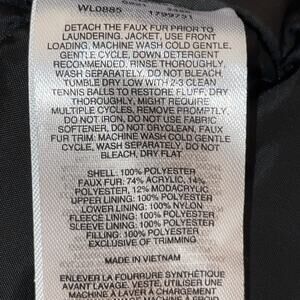 WL0885
1799751
DETACH THE FAUX FUR PRIOR TO
LAUNDERING. JACKET, USE FRONT
LOADING, MACHINE WASH COLD GENTLE,
GENTLE CYCLE, DOWN DETERGENT
RECOMMENDED, RINSE THOROUGHLY,
WASH SEPARATELY, DO NOT BLEACH,
TUMBLE DRY LOW WITH 2-3 CLEAN
TENNIS BALLS TO RESTORE FLUFF, DRY
THOROUGHLY, MIGHT REQUIRE
MULTIPLE CYCLES, REMOVE PROMPTLY,
DO NOT IRON, DO NOT USE FABRIC
SOFTENER, DO NOT DRYCLEAN, FAUX
FUR TRIM: MACHINE WASH COLD GENTLE
CYCLE, WASH SEPARATELY, DO NOT
BLEACH, DRY FLAT
SHELL: 100% POLYESTER
FAUX FUR: 74% ACRYLIC, 14%
POLYESTER, 12% MODACRYLIC
UPPER LINING: 100% POLYESTER
LOWER LINING: 100% NYLON
FLEECE LINING: 100% POLYESTER
SLEEVE LINING: 100% POLYESTER
FILLING: 100% POLYESTER
EXCLUSIVE OF TRIMMING
MADE IN VIETNAM
ENLEVER LA FOURRURE SYNTHÉTIQUE
AVANT LAVAGE. VESTE, UTILISER UNE
MACHINE À LAVER À CHARGEMENT